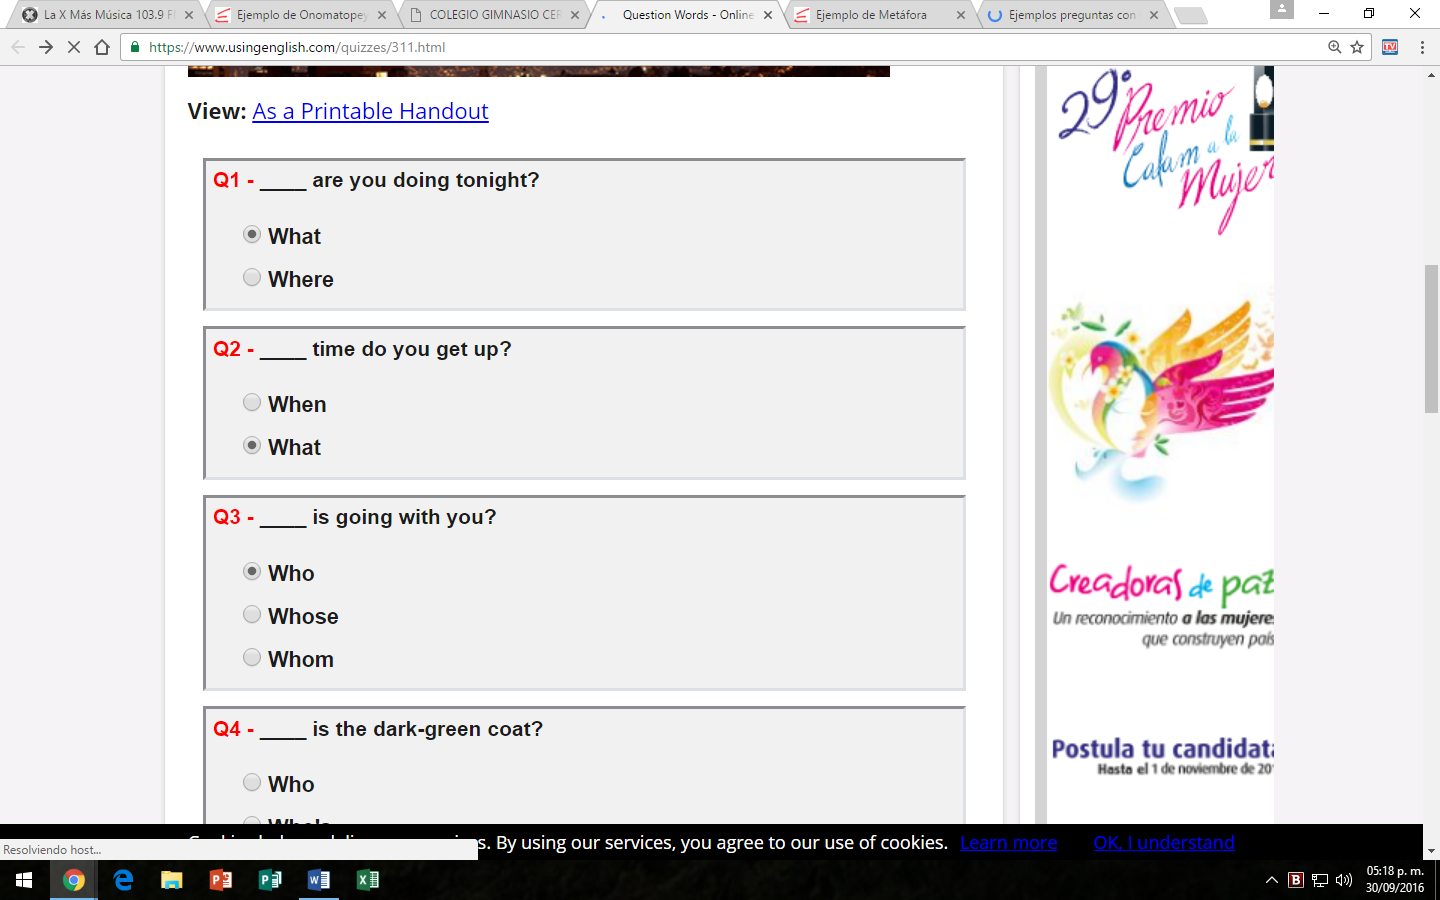 La X Más Música 103.9 F
Ejemplo de Onomatopey
COLEGIO GIMNASIO CER
Question Words - Online
Ejemplo de Metáfora
Ejemplos preguntas con
https://www.usingenglish.com/quizzes/311.html
View: As a Printable Handout
Q1 - ____ are you doing tonight?
What
Where
Q2 - ____ time do you get up?
When
What
Q3 - ____ is going with you?
Who
Whose
Whom
Q4 - ____ is the dark-green coat?
Who
29° Premio
Cafam a la
Mujer
Creadoras de paz
Un reconocimiento a las mujeres
que construyen país
Postula tu candidata
Hasta el 1 de noviembre de 201
s. By using our services, you agree to our use of cookies. Learn more OK, I understand
Resolviendo host...
05:18 p. m.
30/09/2016